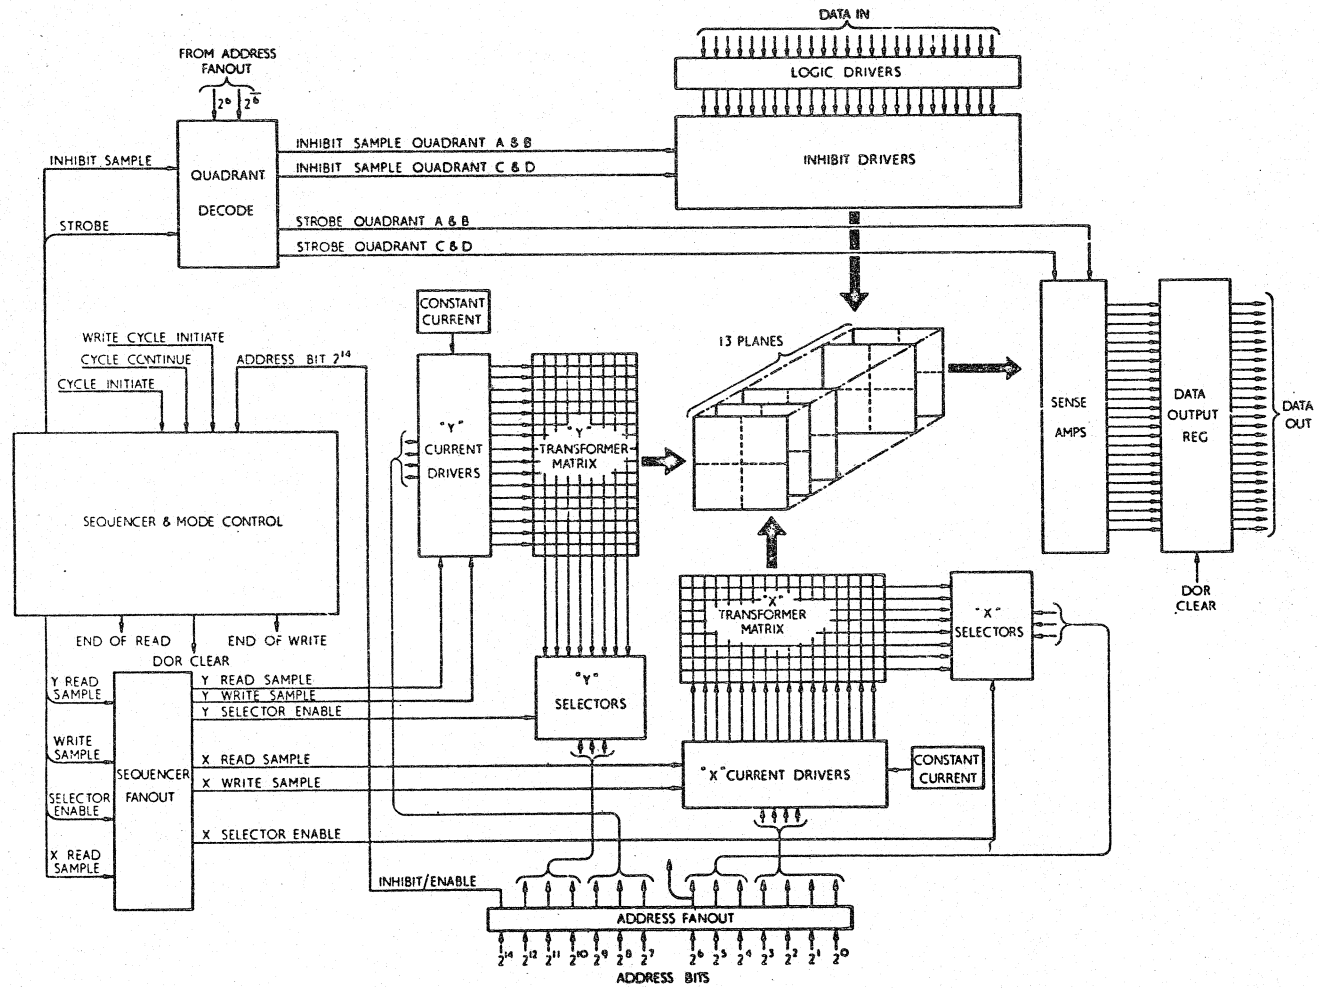 DATA IN
LOGIC DRIVERS
INHIBIT DRIVERS
FROM ADDRESS
FANOUT
2⁶ 2⁶̅
QUADRANT
DECODE
INHIBIT SAMPLE
STROBE
INHIBIT SAMPLE QUADRANT A & B
INHIBIT SAMPLE QUADRANT C & D
STROBE QUADRANT A & B
STROBE QUADRANT C & D
CONSTANT
CURRENT
WRITE CYCLE INITIATE
CYCLE CONTINUE
CYCLE INITIATE
ADDRESS BIT 2¹⁴
SEQUENCER & MODE CONTROL
END OF READ
DOR CLEAR
END OF WRITE
"Y"
CURRENT
DRIVERS
"Y"
TRANSFORMER
MATRIX
13 PLANES
SENSE
AMPS
DATA
OUTPUT
REG
DATA
OUT
DOR
CLEAR
"X"
TRANSFORMER
MATRIX
"X"
SELECTORS
"Y"
SELECTORS
Y READ
SAMPLE
WRITE
SAMPLE
SELECTOR
ENABLE
X READ
SAMPLE
SEQUENCER
FANOUT
Y READ SAMPLE
Y WRITE SAMPLE
Y SELECTOR ENABLE
X READ SAMPLE
X WRITE SAMPLE
X SELECTOR ENABLE
"X" CURRENT DRIVERS
CONSTANT
CURRENT
INHIBIT/ENABLE
ADDRESS FANOUT
2¹⁴ 2¹² 2¹¹ 2¹⁰ 2⁹ 2⁸ 2⁷ 2⁶ 2⁵ 2⁴ 2³ 2² 2¹ 2⁰
ADDRESS BITS